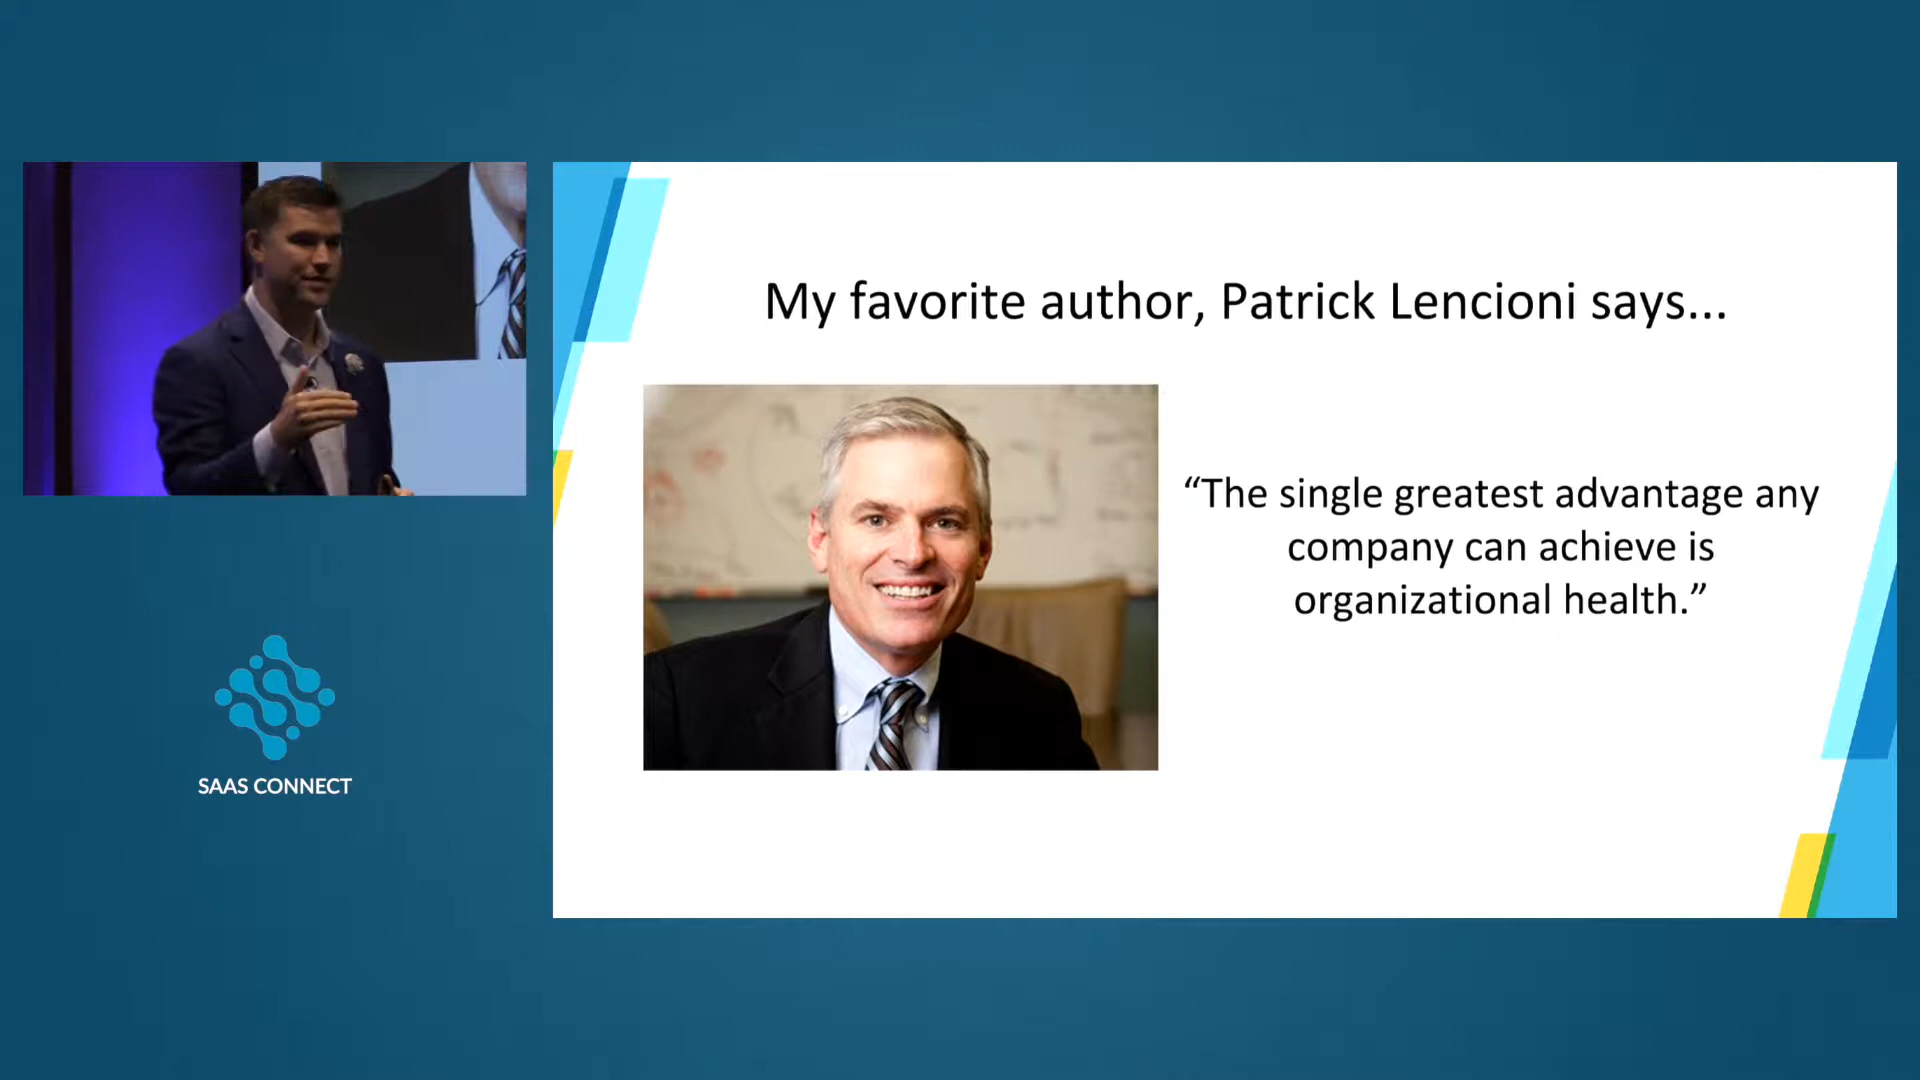 My favorite author, Patrick Lencioni says...
“The single greatest advantage any
company can achieve is
organizational health.”
SAAS CONNECT